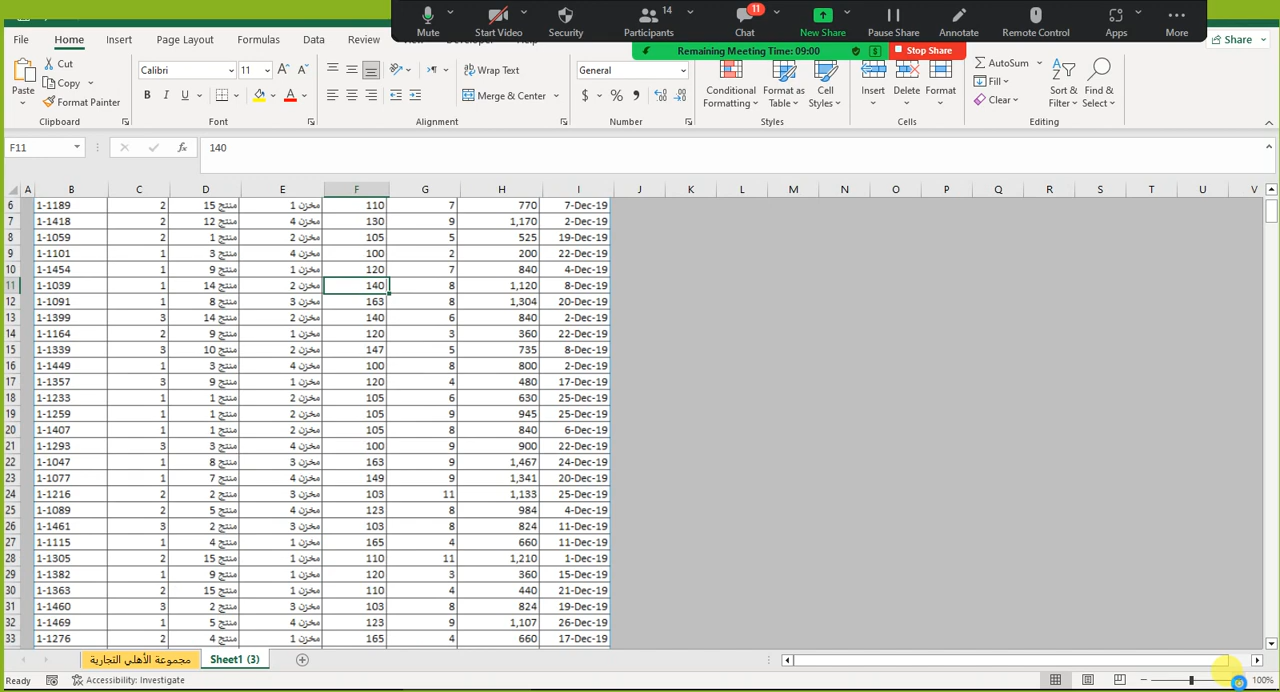 Mute
Start Video
Security
Participants 14
Chat 11
New Share
Pause Share
Annotate
Remote Control
Apps
More
Remaining Meeting Time: 09:00 Stop Share
File Home Insert Page Layout Formulas Data Review Share
Paste Cut Copy Format Painter
Calibri 11 B I U
Wrap Text Merge & Center
General $ %
Conditional Formatting Format as Table Cell Styles
Insert Delete Format
AutoSum Fill Clear Sort & Filter Find & Select
Clipboard Font Alignment Number Styles Cells Editing
F11 fx 140
A B C D E F G H I J K L M N O P Q R S T U V
6 1-1189 2 منتج 15 مخزن 1 110 7 770 7-Dec-19
7 1-1418 2 منتج 12 مخزن 4 130 9 1,170 2-Dec-19
8 1-1059 2 منتج 1 مخزن 2 105 5 525 19-Dec-19
9 1-1101 1 منتج 3 مخزن 4 100 2 200 22-Dec-19
10 1-1454 1 منتج 9 مخزن 1 120 7 840 4-Dec-19
11 1-1039 1 منتج 14 مخزن 2 140 8 1,120 8-Dec-19
12 1-1091 1 منتج 8 مخزن 3 163 8 1,304 20-Dec-19
13 1-1399 3 منتج 14 مخزن 2 140 6 840 2-Dec-19
14 1-1164 2 منتج 9 مخزن 1 120 3 360 22-Dec-19
15 1-1339 3 منتج 10 مخزن 2 147 5 735 8-Dec-19
16 1-1449 1 منتج 3 مخزن 4 100 8 800 2-Dec-19
17 1-1357 3 منتج 9 مخزن 1 120 4 480 17-Dec-19
18 1-1233 1 منتج 1 مخزن 2 105 6 630 25-Dec-19
19 1-1259 1 منتج 1 مخزن 2 105 9 945 25-Dec-19
20 1-1407 1 منتج 1 مخزن 2 105 8 840 6-Dec-19
21 1-1293 3 منتج 3 مخزن 4 100 9 900 22-Dec-19
22 1-1047 1 منتج 8 مخزن 3 163 9 1,467 24-Dec-19
23 1-1077 1 منتج 7 مخزن 4 149 9 1,341 20-Dec-19
24 1-1216 2 منتج 2 مخزن 3 103 11 1,133 25-Dec-19
25 1-1089 2 منتج 5 مخزن 4 123 8 984 4-Dec-19
26 1-1461 3 منتج 2 مخزن 3 103 8 824 11-Dec-19
27 1-1115 1 منتج 4 مخزن 1 165 4 660 11-Dec-19
28 1-1305 2 منتج 15 مخزن 1 110 11 1,210 1-Dec-19
29 1-1382 1 منتج 9 مخزن 1 120 3 360 15-Dec-19
30 1-1363 2 منتج 15 مخزن 1 110 4 440 21-Dec-19
31 1-1460 3 منتج 2 مخزن 3 103 8 824 19-Dec-19
32 1-1469 1 منتج 5 مخزن 4 123 9 1,107 26-Dec-19
33 1-1276 2 منتج 4 مخزن 1 165 4 660 17-Dec-19
مجموعة الأهلي التجارية Sheet1 (3)
Ready Accessibility: Investigate 100%